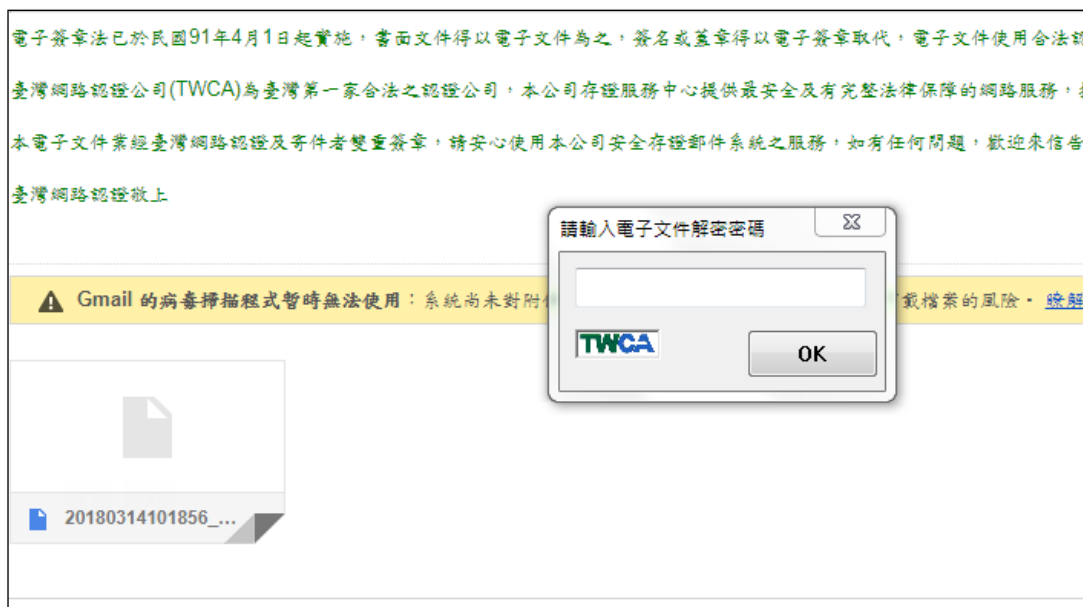 電子簽章法已於民國91年4月1日起實施,書面文件得以電子文件為之,簽名或蓋章得以電子簽章取代,電子文件使用合法認
臺灣網路認證公司(TWCA)為臺灣第一家合法之認證公司,本公司存證服務中心提供最安全及有完整法律保障的網路服務,
本電子文件業經臺灣網路認證及寄件者雙重簽章,請安心使用本公司安全存證郵件系統之服務,如有任何問題,歡迎來信告
臺灣網路認證敬上
請輸入電子文件解密密碼
Gmail 的病毒掃描程式暫時無法使用:系統尚未對附
載檔案的風險。 瞭解
TWCA
OK
20180314101856_...